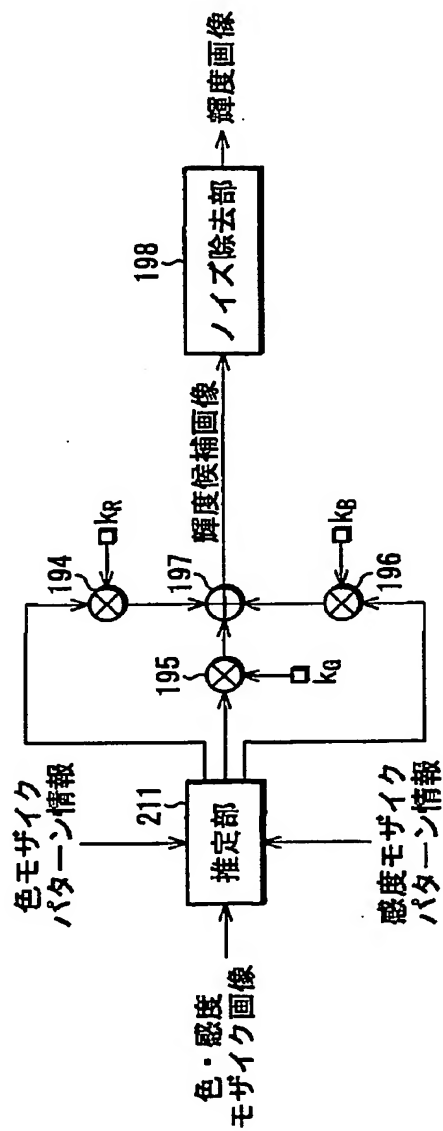 色モザイク
パターン情報
色・感度
モザイク画像
211
推定部
感度モザイク
パターン情報
194
kR
195
kG
197
196
kB
輝度候補画像
198
ノイズ除去部
輝度画像